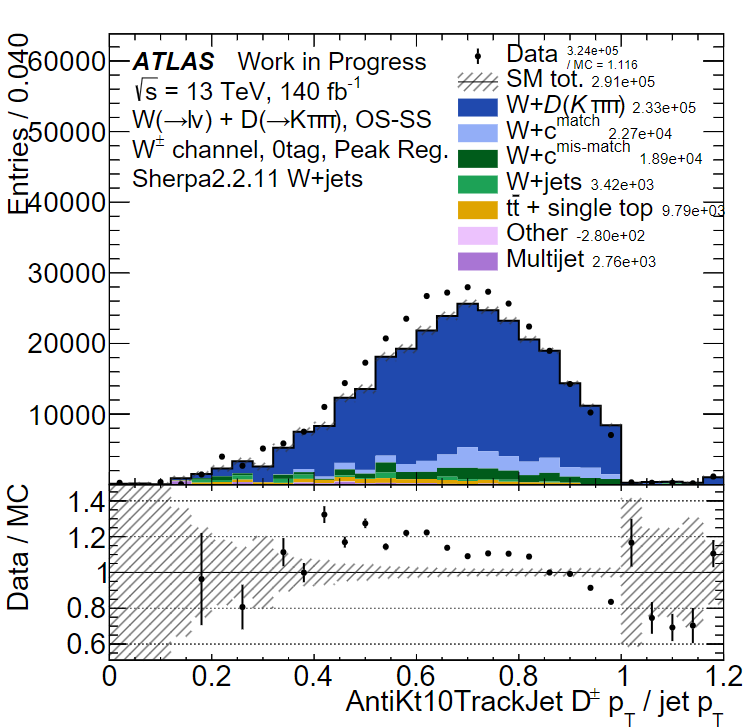 Entries / 0.040
60000
50000
40000
30000
20000
10000
ATLAS Work in Progress
√s = 13 TeV, 140 fb⁻¹
W(→lν) + D(→Kππ), OS-SS
W± channel, 0tag, Peak Reg.
Sherpa2.2.11 W+jets
Data 3.24e+05 / MC = 1.116
SM tot. 2.91e+05
W+D(Kππ) 2.33e+05
W+c^match 2.27e+04
W+c^mis-match 1.89e+04
W+jets 3.42e+03
tt̄ + single top 9.79e+03
Other -2.80e+02
Multijet 2.76e+03
Data / MC
1.4
1.2
1
0.8
0.6
0 0.2 0.4 0.6 0.8 1 1.2
AntiKt10TrackJet D± p_T / jet p_T